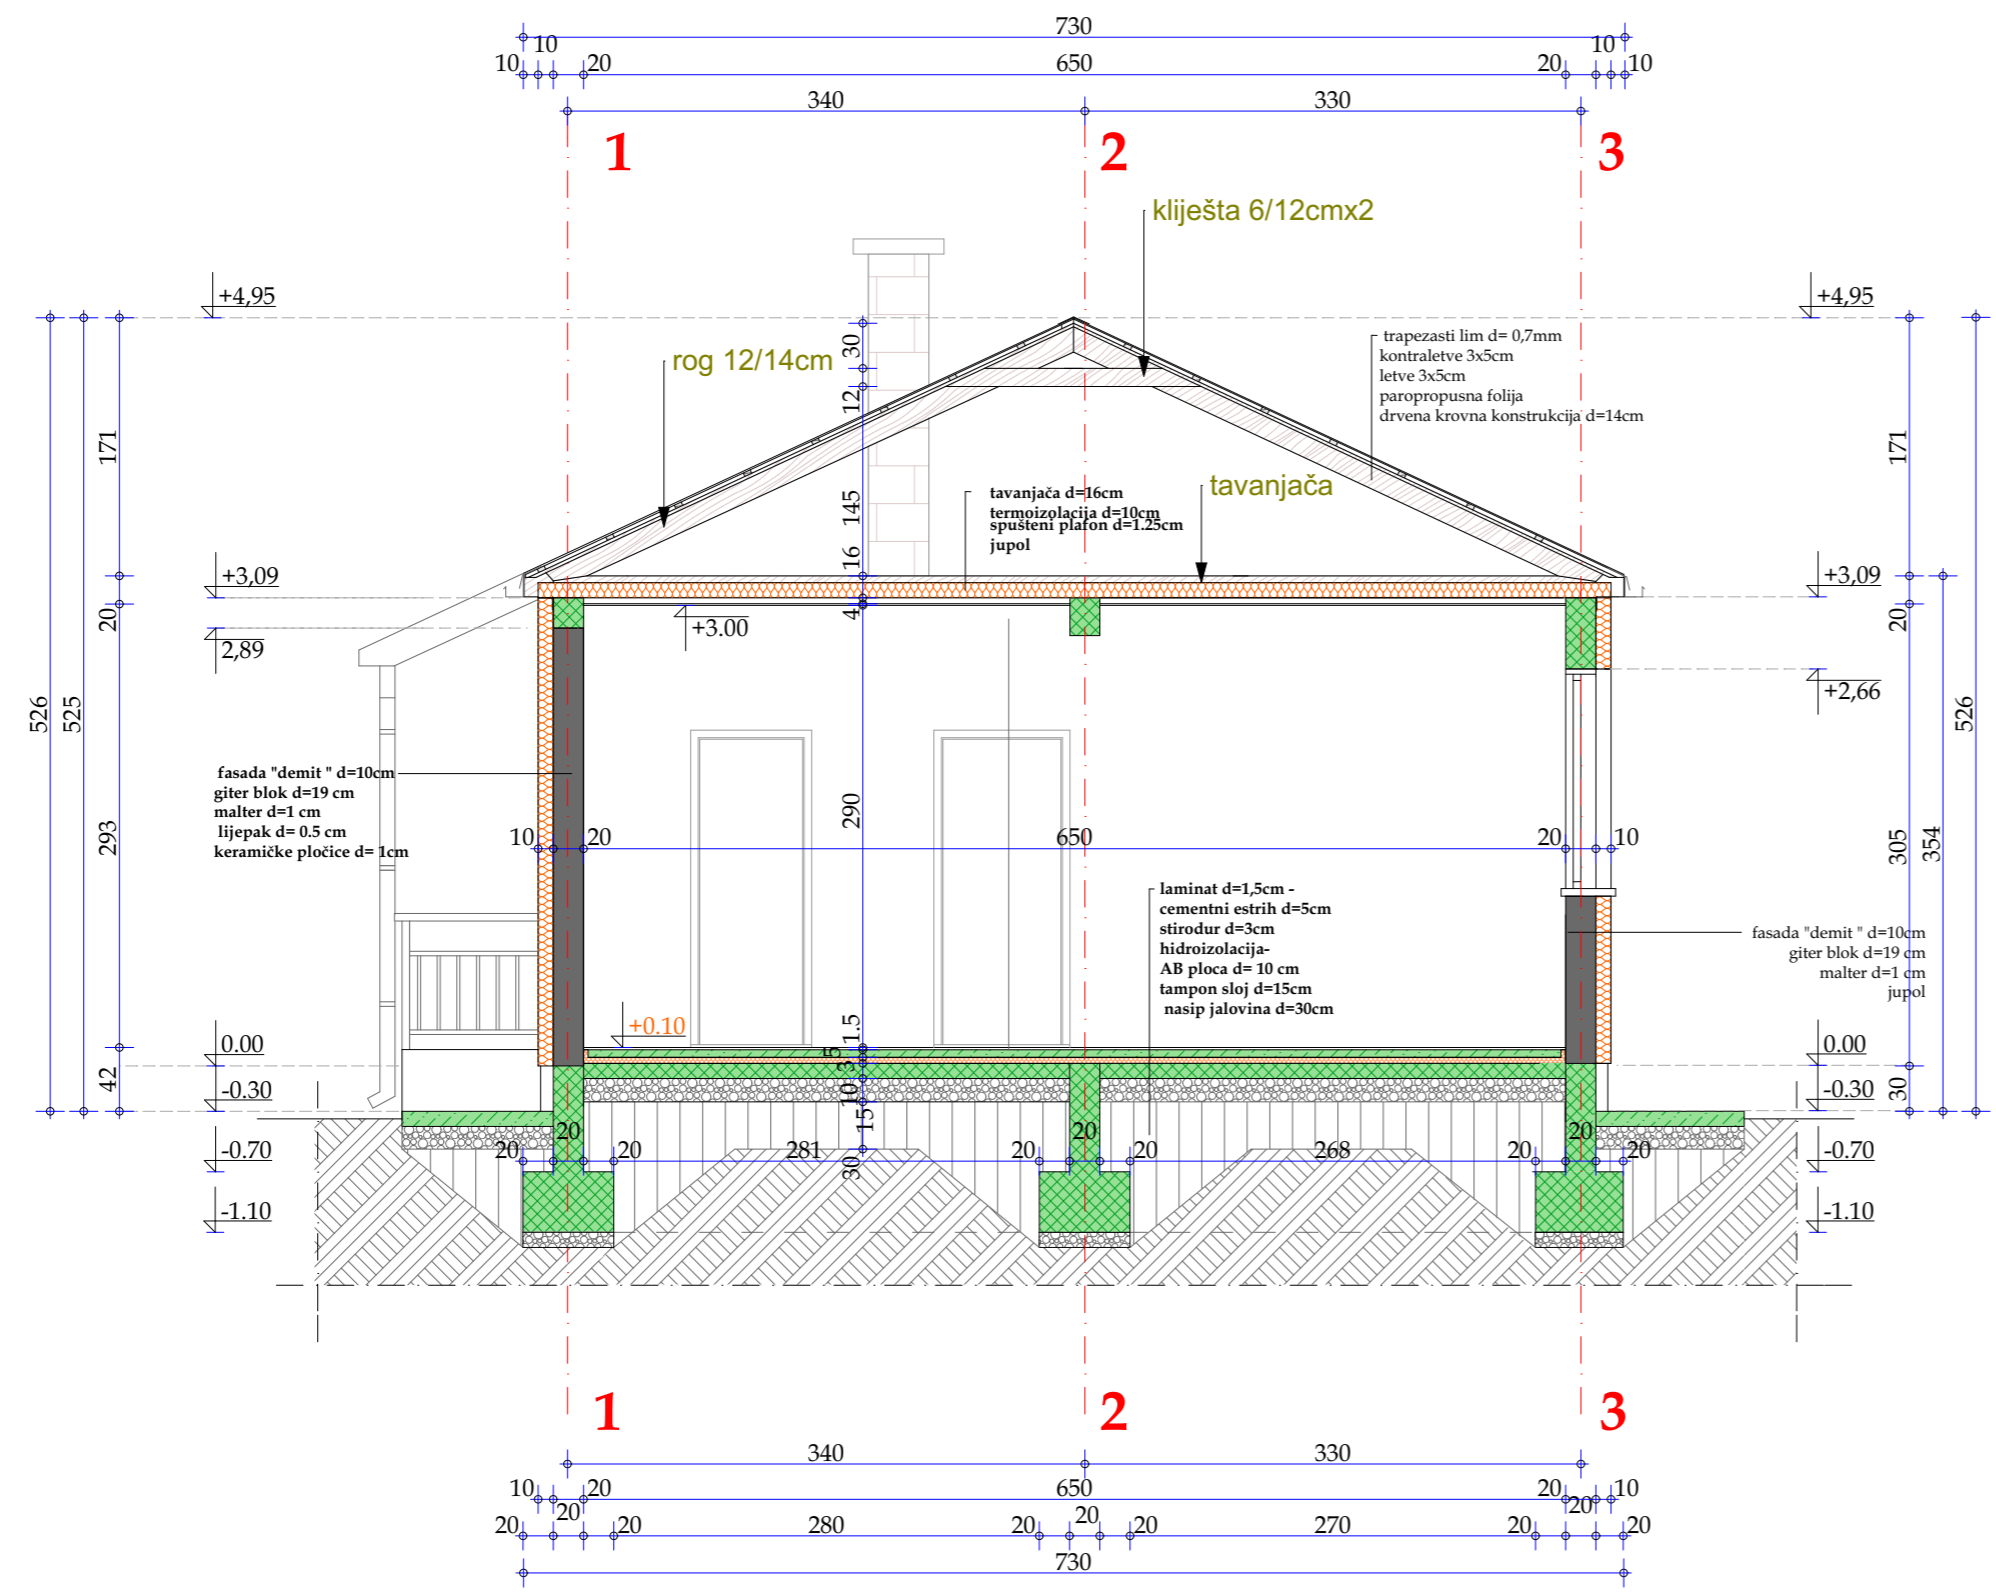 730
10
10
10 20 650 20 10
340 330
1 2 3
kliješta 6/12cmx2
+4,95
+4,95
30
trapezasti lim d= 0,7mm
kontraletve 3x5cm
letve 3x5cm
paropropusna folija
drvena krovna konstrukcija d=14cm
rog 12/14cm
12
171
171
tavanjača
tavanjača d=16cm
termoizolacija d=10cm
spušteni plafon d=1.25cm
jupol
145
16
+3,09
+3,09
20
4
20
+3.00
2,89
+2,66
526
525
526
fasada "demit " d=10cm
giter blok d=19 cm
malter d=1 cm
lijepak d= 0.5 cm
keramičke pločice d= 1cm
293
290
10 20 650 20 10
305
354
laminat d=1,5cm -
cementni estrih d=5cm
stirodur d=3cm
hidroizolacija-
AB ploca d= 10 cm
tampon sloj d=15cm
nasip jalovina d=30cm
fasada "demit " d=10cm
giter blok d=19 cm
malter d=1 cm
jupol
+0.10
1.5
5
3
10
15
30
0.00
0.00
42
30
-0.30
-0.30
20 20 20
20 20 281 20 20 268 20 20
-0.70
-0.70
-1.10
-1.10
1 2 3
340 330
10 20 650 20 10
20 20 20
20 20 280 20 20 270 20 20
730